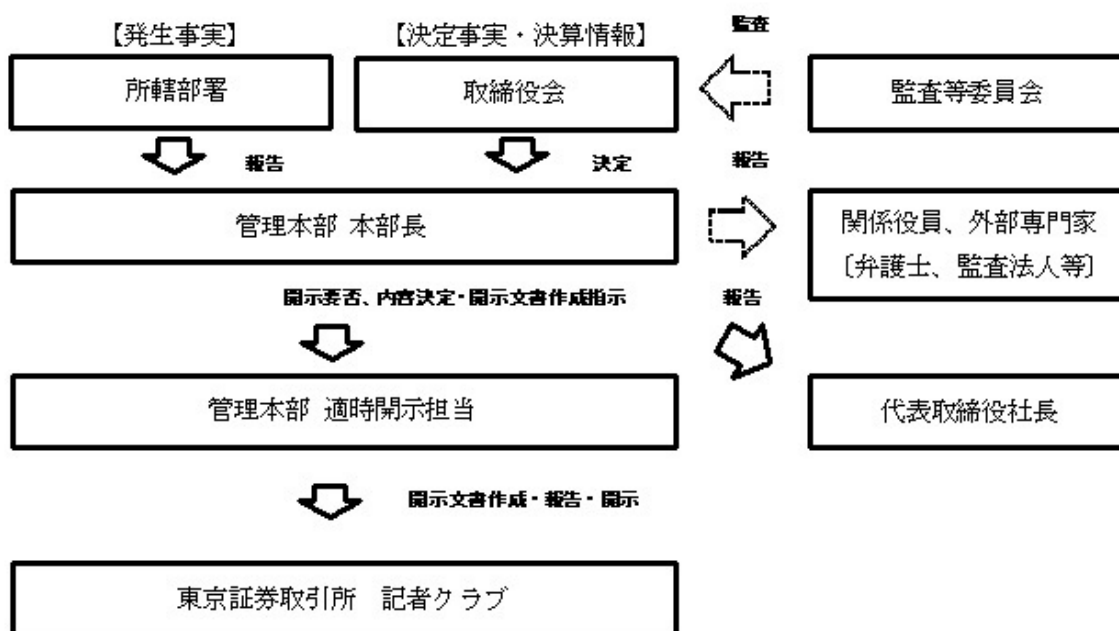 【発生事実】
【決定事実・決算情報】
監査
所轄部署
取締役会
監査等委員会
報告
決定
報告
管理本部 本部長
関係役員、外部専門家
〔弁護士、監査法人等〕
開示要否、内容決定・開示文書作成指示
報告
管理本部 適時開示担当
代表取締役社長
開示文書作成・報告・開示
東京証券取引所 記者クラブ